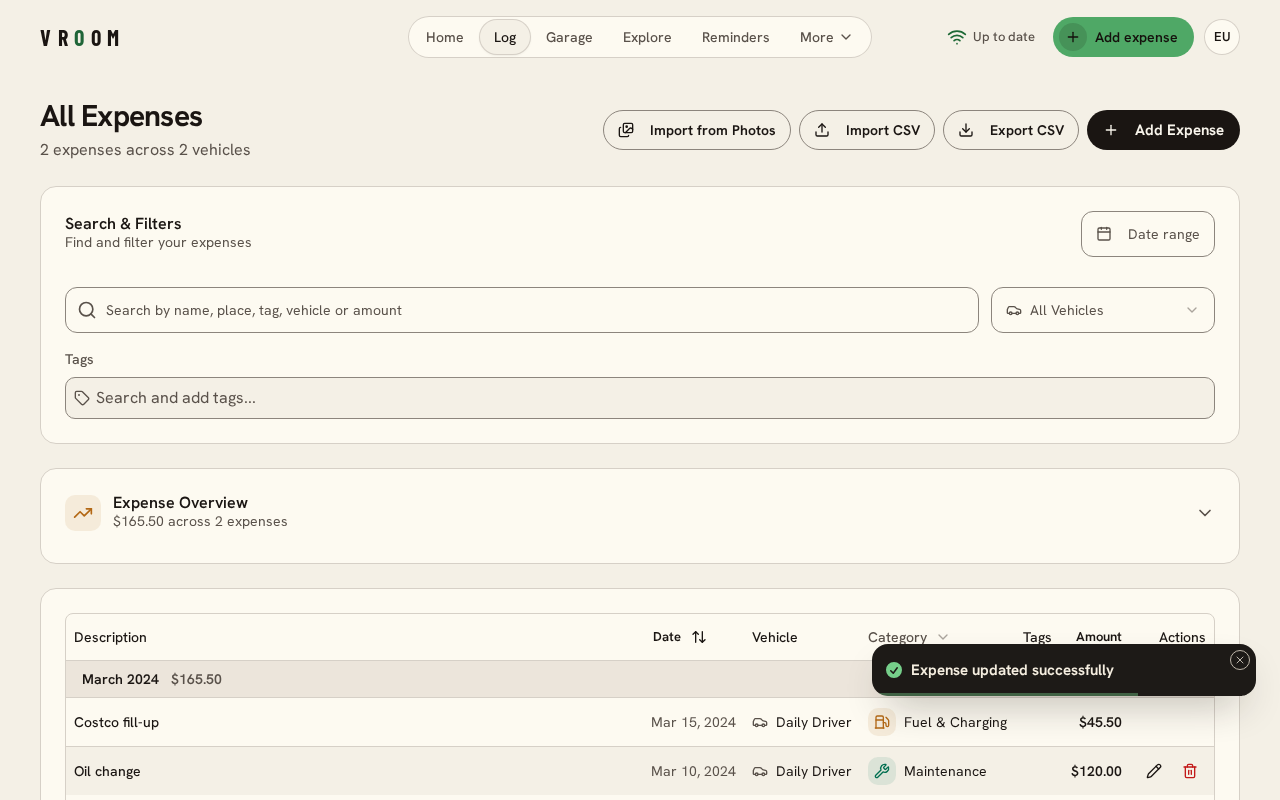 VROOM
Home
Log
Garage
Explore
Reminders
More
Up to date
Add expense
EU
All Expenses
2 expenses across 2 vehicles
Import from Photos
Import CSV
Export CSV
Add Expense
Search & Filters
Find and filter your expenses
Date range
Search by name, place, tag, vehicle or amount
All Vehicles
Tags
Search and add tags...
Expense Overview
$165.50 across 2 expenses
Description
Date
Vehicle
Category
Tags
Amount
Actions
Expense updated successfully
March 2024 $165.50
Costco fill-up
Mar 15, 2024
Daily Driver
Fuel & Charging
$45.50
Oil change
Mar 10, 2024
Daily Driver
Maintenance
$120.00